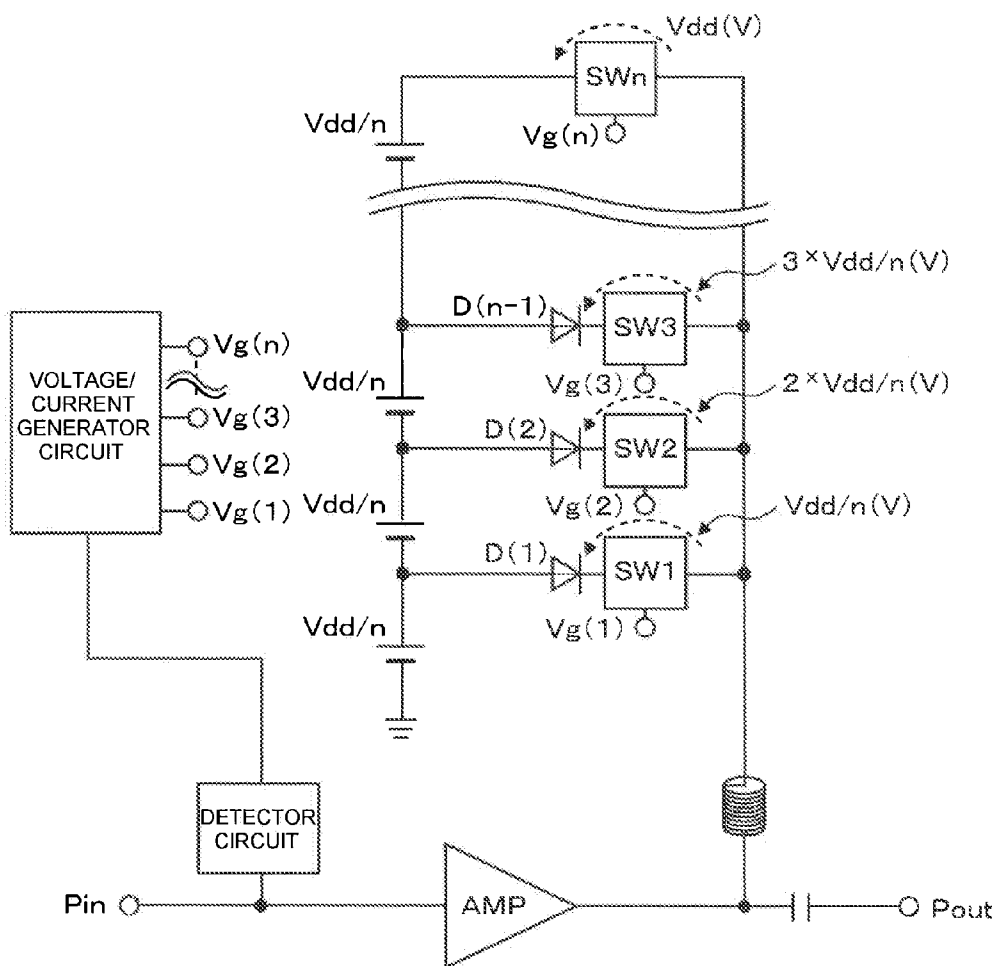 Vdd(V)
SWn
Vdd/n
Vg(n)
3×Vdd/n(V)
D(n-1)
SW3
Vg(n)
VOLTAGE/
CURRENT
GENERATOR
CIRCUIT
Vdd/n
Vg(3)
2×Vdd/n(V)
Vg(3)
D(2)
SW2
Vg(2)
Vg(1)
Vdd/n
Vg(2)
Vdd/n(V)
D(1)
SW1
Vdd/n
Vg(1)
DETECTOR
CIRCUIT
Pin
AMP
Pout